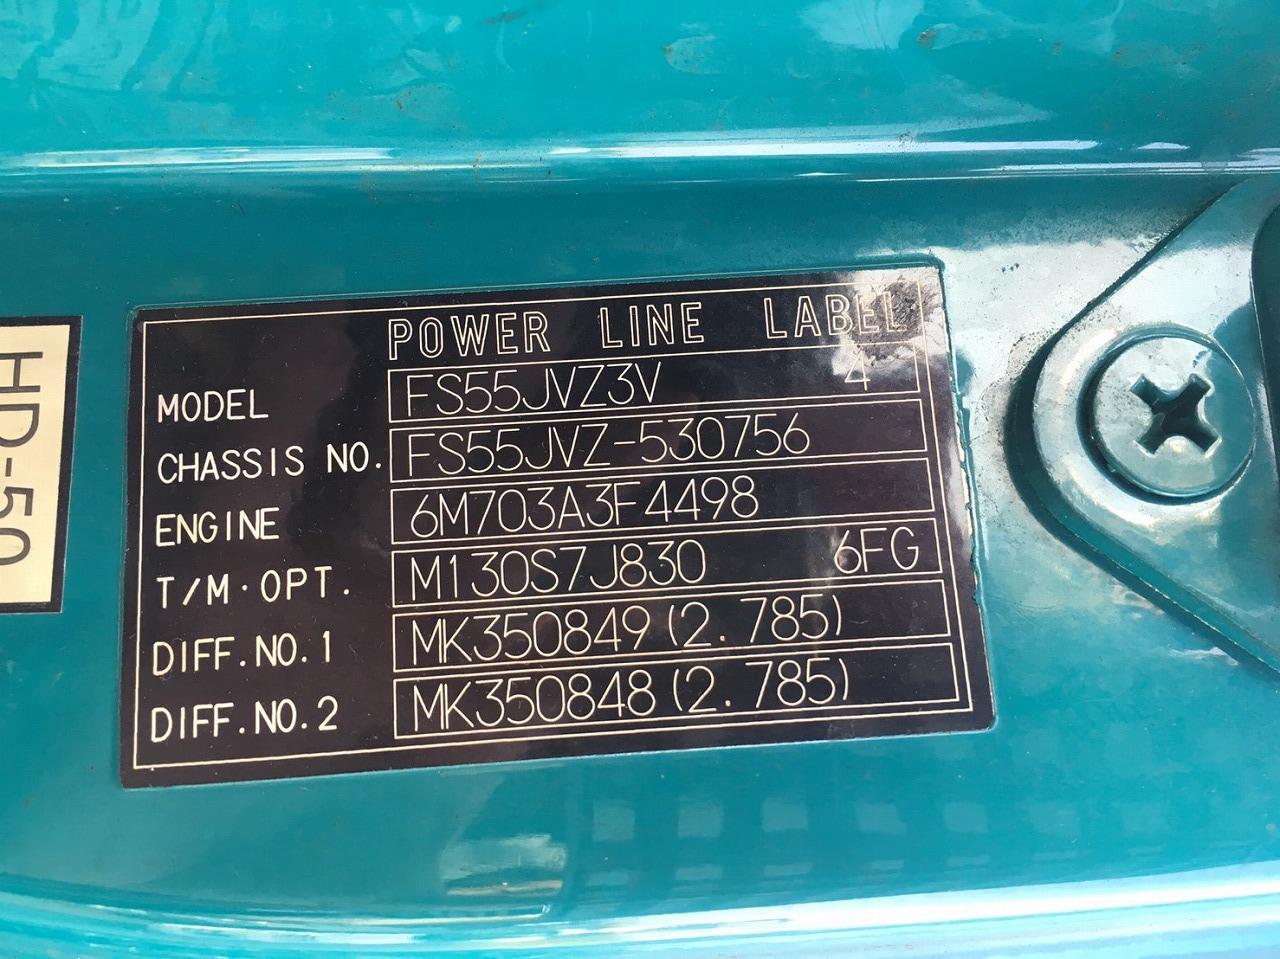 POWER LINE LABEL
MODEL FS55JVZ3V 4
CHASSIS NO. FS55JVZ-530756
ENGINE 6M703A3F4498
T/M·OPT. M130S7J830 6FG
DIFF.NO.1 MK350849(2.785)
DIFF.NO.2 MK350848(2.785)
HD-50